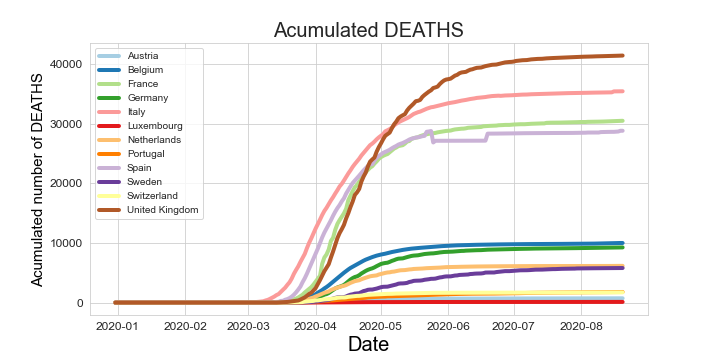 Acumulated DEATHS
Acumulated number of DEATHS
40000
30000
20000
10000
0
Austria
Belgium
France
Germany
Italy
Luxembourg
Netherlands
Portugal
Spain
Sweden
Switzerland
United Kingdom
2020-01 2020-02 2020-03 2020-04 2020-05 2020-06 2020-07 2020-08
Date